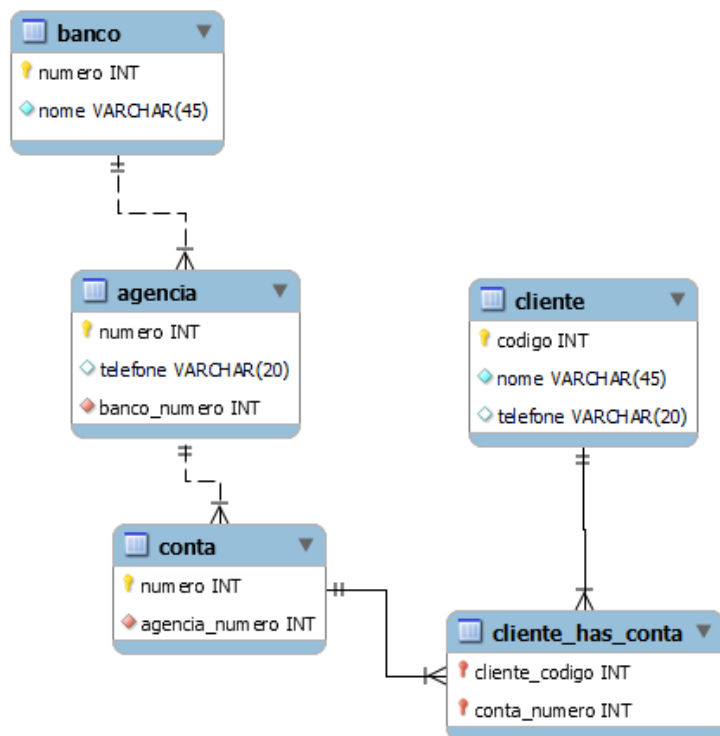 banco
numero INT
nome VARCHAR(45)
agencia
numero INT
telefone VARCHAR(20)
banco_numero INT
cliente
codigo INT
nome VARCHAR(45)
telefone VARCHAR(20)
conta
numero INT
agencia_numero INT
cliente_has_conta
cliente_codigo INT
conta_numero INT